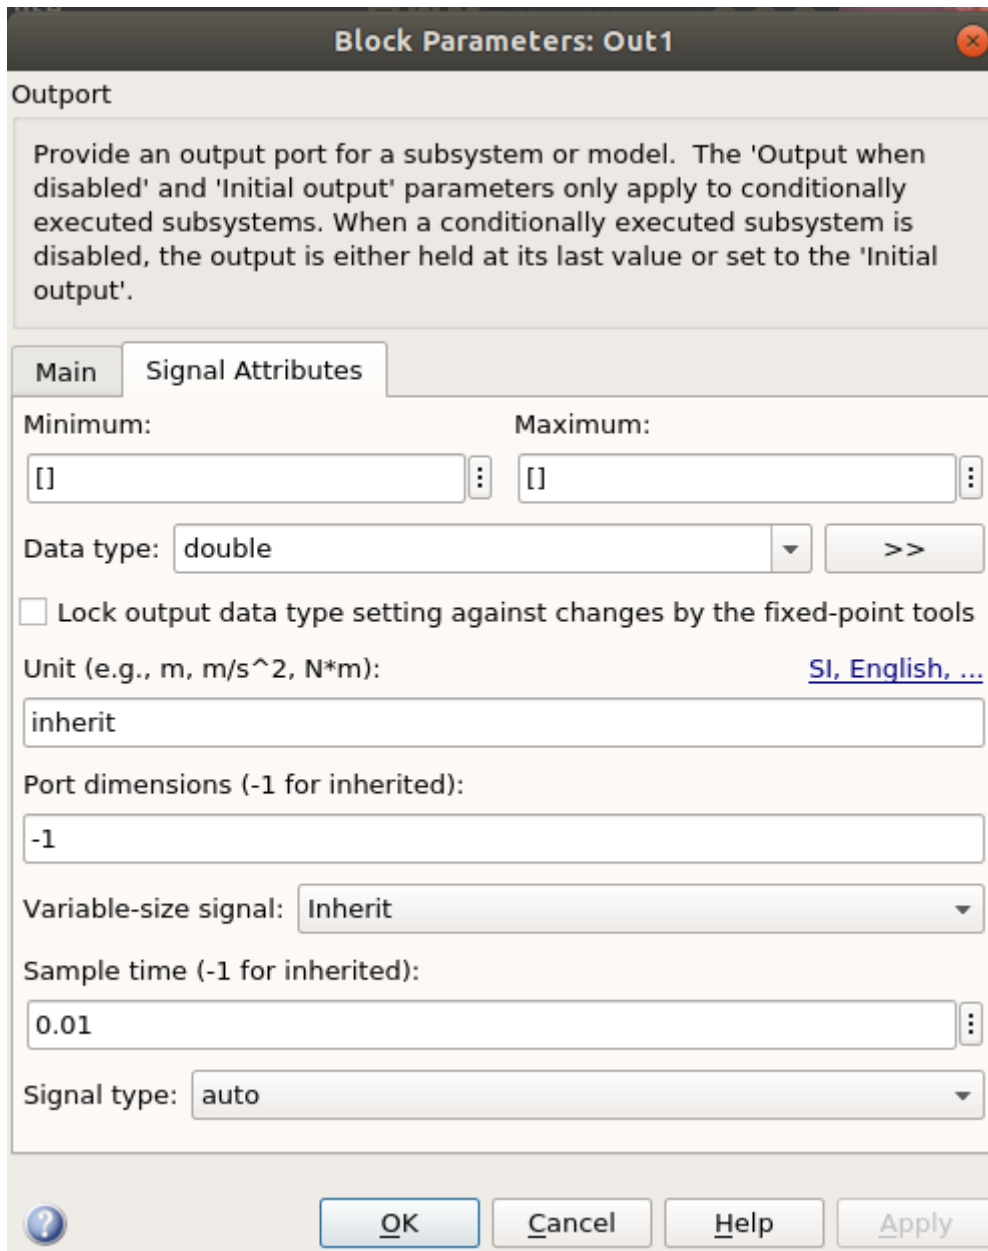 Block Parameters: Out1
Outport
Provide an output port for a subsystem or model. The 'Output when
disabled' and 'Initial output' parameters only apply to conditionally
executed subsystems. When a conditionally executed subsystem is
disabled, the output is either held at its last value or set to the 'Initial
output'.
Main Signal Attributes
Minimum: Maximum:
[] []
Data type: double >>
Lock output data type setting against changes by the fixed-point tools
Unit (e.g., m, m/s^2, N*m): SI, English, ...
inherit
Port dimensions (-1 for inherited):
-1
Variable-size signal: Inherit
Sample time (-1 for inherited):
0.01
Signal type: auto
? OK Cancel Help Apply